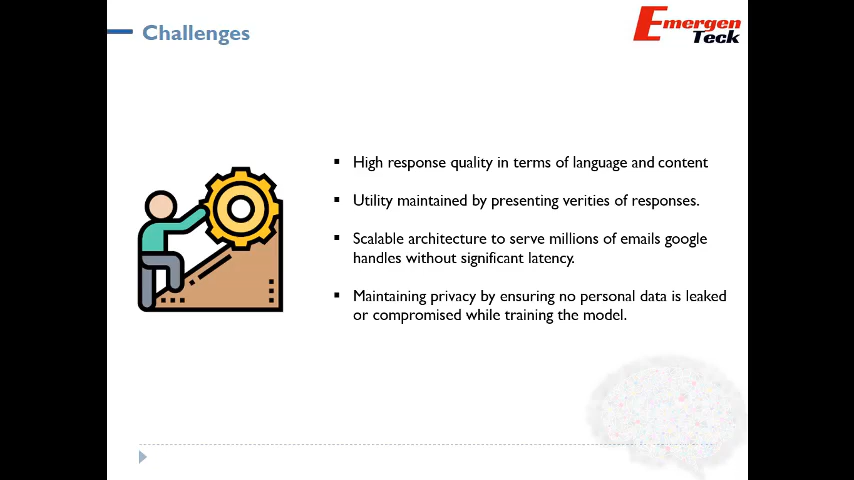 Challenges
Emergen
Teck
▪ High response quality in terms of language and content
▪ Utility maintained by presenting verities of responses.
▪ Scalable architecture to serve millions of emails google
handles without significant latency.
▪ Maintaining privacy by ensuring no personal data is leaked
or compromised while training the model.